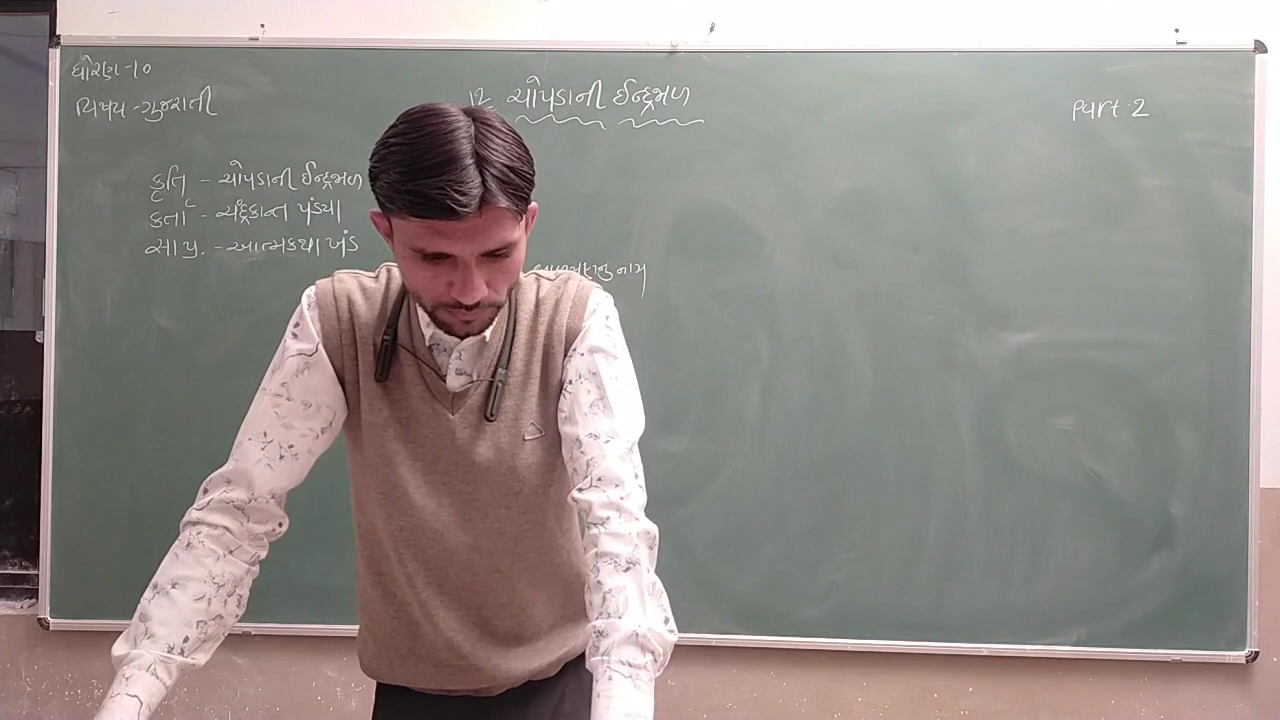 ધોરણ-૧૦
વિષય-ગુજરાતી
12. ચોપડાની ઈન્દ્રજાળ
Part-2
કૃતિ - ચોપડાની ઈન્દ્રજાળ
કર્તા - ચંદ્રકાન્ત પંડ્યા
સા.પ્ર. - આત્મકથા ખંડ
નામ